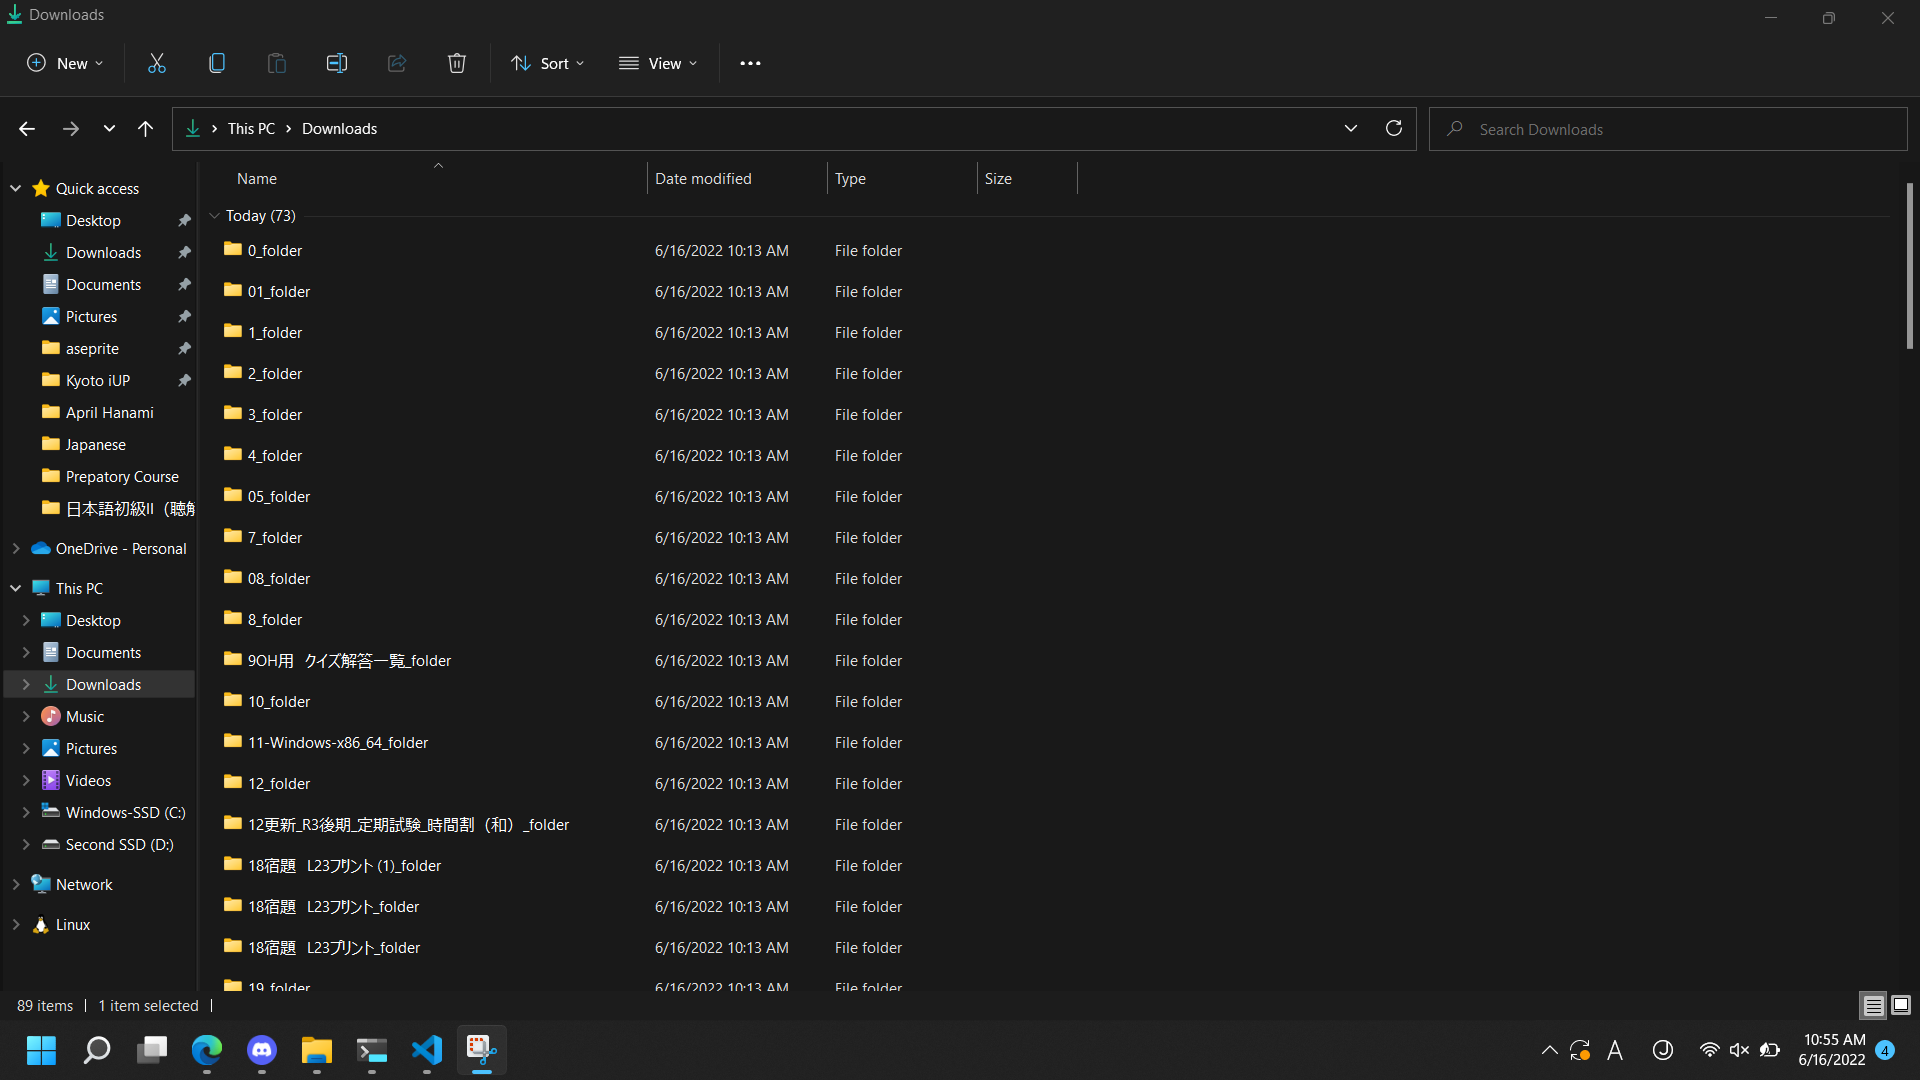 Downloads
New
Sort
View
This PC
Downloads
Search Downloads
Name
Date modified
Type
Size
Quick access
Desktop
Downloads
Documents
Pictures
aseprite
Kyoto iUP
April Hanami
Japanese
Prepatory Course
日本語初級II（聴解
OneDrive - Personal
This PC
Desktop
Documents
Downloads
Music
Pictures
Videos
Windows-SSD (C:)
Second SSD (D:)
Network
Linux
Today (73)
0_folder 6/16/2022 10:13 AM File folder
01_folder 6/16/2022 10:13 AM File folder
1_folder 6/16/2022 10:13 AM File folder
2_folder 6/16/2022 10:13 AM File folder
3_folder 6/16/2022 10:13 AM File folder
4_folder 6/16/2022 10:13 AM File folder
05_folder 6/16/2022 10:13 AM File folder
7_folder 6/16/2022 10:13 AM File folder
08_folder 6/16/2022 10:13 AM File folder
8_folder 6/16/2022 10:13 AM File folder
9OH用　クイズ解答一覧_folder 6/16/2022 10:13 AM File folder
10_folder 6/16/2022 10:13 AM File folder
11-Windows-x86_64_folder 6/16/2022 10:13 AM File folder
12_folder 6/16/2022 10:13 AM File folder
12更新_R3後期_定期試験_時間割（和）_folder 6/16/2022 10:13 AM File folder
18宿題　L23プリント (1)_folder 6/16/2022 10:13 AM File folder
18宿題　L23プリント_folder 6/16/2022 10:13 AM File folder
18宿題　L23プリント_folder 6/16/2022 10:13 AM File folder
19_folder 6/16/2022 10:13 AM File folder
89 items
1 item selected
A
10:55 AM
6/16/2022
4